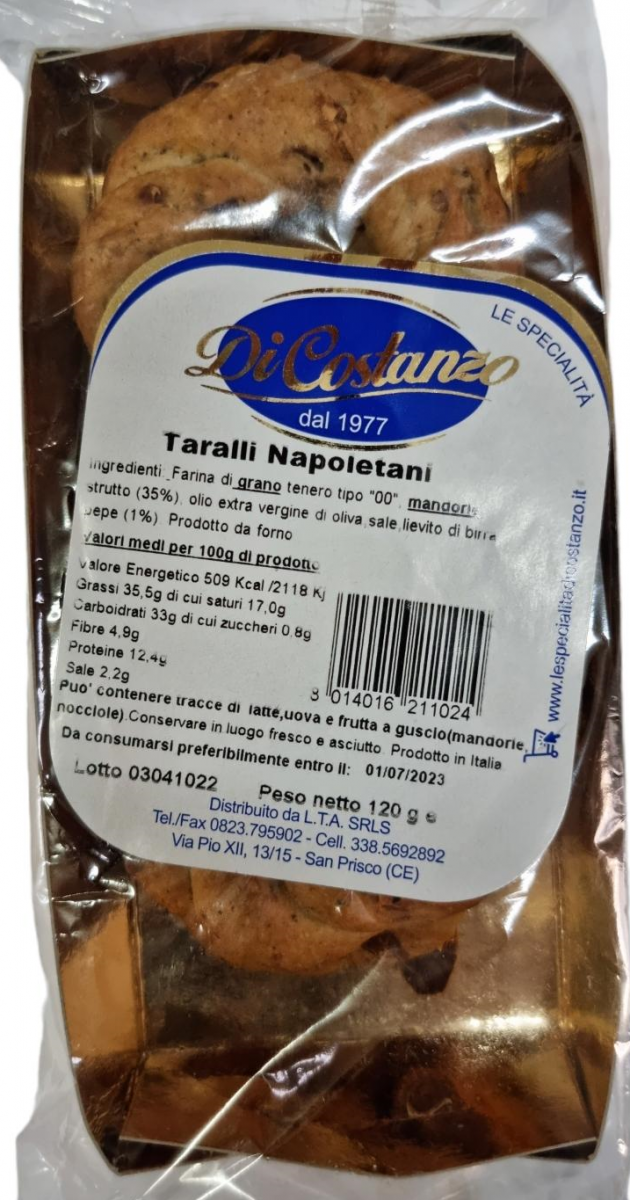 Di Costanzo
dal 1977
LE SPECIALITÀ
Taralli Napoletani
Ingredienti: Farina di grano tenero tipo "00", mandorle
strutto (35%), olio extra vergine di oliva, sale, lievito di birra
pepe (1%). Prodotto da forno
Valori medi per 100g di prodotto
Valore Energetico 509 Kcal /2118 Kj
Grassi 35,5g di cui saturi 17,0g
Carboidrati 33g di cui zuccheri 0,8g
Fibre 4,9g
Proteine 12,4g
Sale 2,2g
8 014016 211024
Puo' contenere tracce di latte,uova e frutta a guscio(mandorle,
nocciole).Conservare in luogo fresco e asciutto. Prodotto in Italia
Da consumarsi preferibilmente entro il: 01/07/2023
Lotto 03041022 Peso netto 120 g e
Distribuito da L.T.A. SRLS
Tel./Fax 0823.795902 - Cell. 338.5692892
Via Pio XII, 13/15 - San Prisco (CE)
www.lespecialitadicostanzo.it